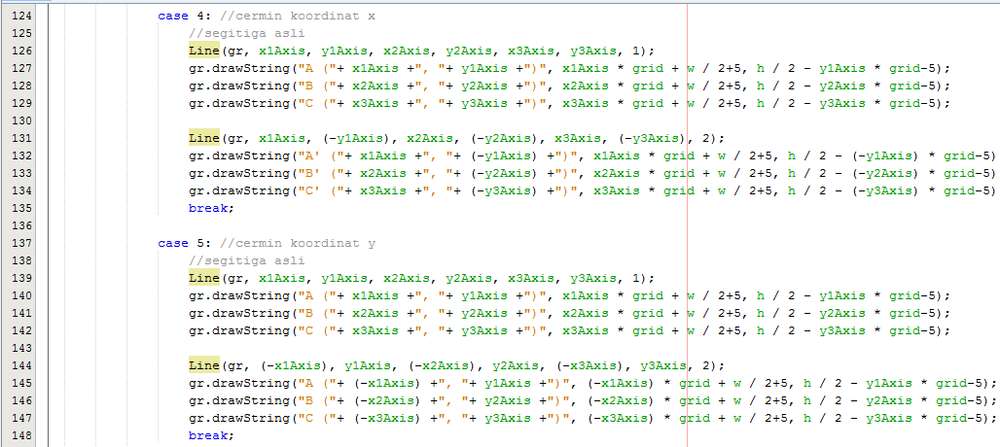 124 case 4: //cermin koordinat x
125 //segitiga asli
126 Line(gr, x1Axis, y1Axis, x2Axis, y2Axis, x3Axis, y3Axis, 1);
127 gr.drawString("A ("+ x1Axis +", "+ y1Axis +")", x1Axis * grid + w / 2+5, h / 2 - y1Axis * grid-5);
128 gr.drawString("B ("+ x2Axis +", "+ y2Axis +")", x2Axis * grid + w / 2+5, h / 2 - y2Axis * grid-5);
129 gr.drawString("C ("+ x3Axis +", "+ y3Axis +")", x3Axis * grid + w / 2+5, h / 2 - y3Axis * grid-5);
130
131 Line(gr, x1Axis, (-y1Axis), x2Axis, (-y2Axis), x3Axis, (-y3Axis), 2);
132 gr.drawString("A' ("+ x1Axis +", "+ (-y1Axis) +")", x1Axis * grid + w / 2+5, h / 2 - (-y1Axis) * grid-5)
133 gr.drawString("B' ("+ x2Axis +", "+ (-y2Axis) +")", x2Axis * grid + w / 2+5, h / 2 - (-y2Axis) * grid-5)
134 gr.drawString("C' ("+ x3Axis +", "+ (-y3Axis) +")", x3Axis * grid + w / 2+5, h / 2 - (-y3Axis) * grid-5)
135 break;
136
137 case 5: //cermin koordinat y
138 //segitiga asli
139 Line(gr, x1Axis, y1Axis, x2Axis, y2Axis, x3Axis, y3Axis, 1);
140 gr.drawString("A ("+ x1Axis +", "+ y1Axis +")", x1Axis * grid + w / 2+5, h / 2 - y1Axis * grid-5);
141 gr.drawString("B ("+ x2Axis +", "+ y2Axis +")", x2Axis * grid + w / 2+5, h / 2 - y2Axis * grid-5);
142 gr.drawString("C ("+ x3Axis +", "+ y3Axis +")", x3Axis * grid + w / 2+5, h / 2 - y3Axis * grid-5);
143
144 Line(gr, (-x1Axis), y1Axis, (-x2Axis), y2Axis, (-x3Axis), y3Axis, 2);
145 gr.drawString("A ("+ (-x1Axis) +", "+ y1Axis +")", (-x1Axis) * grid + w / 2+5, h / 2 - y1Axis * grid-5);
146 gr.drawString("B ("+ (-x2Axis) +", "+ y2Axis +")", (-x2Axis) * grid + w / 2+5, h / 2 - y2Axis * grid-5);
147 gr.drawString("C ("+ (-x3Axis) +", "+ y3Axis +")", (-x3Axis) * grid + w / 2+5, h / 2 - y3Axis * grid-5);
148 break;